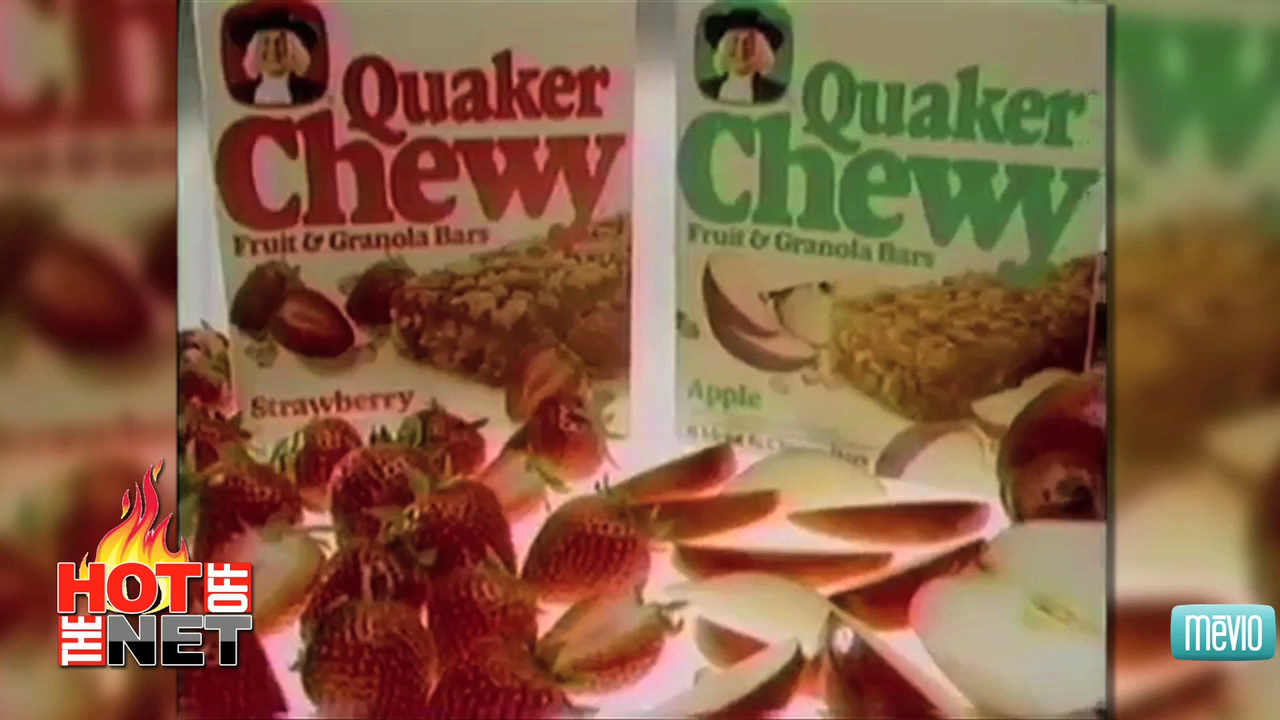 Quaker
Chewy
Fruit & Granola Bars
Strawberry
Quaker
Chewy
Fruit & Granola Bars
Apple
HOT
OFF
THE
NET
mevio